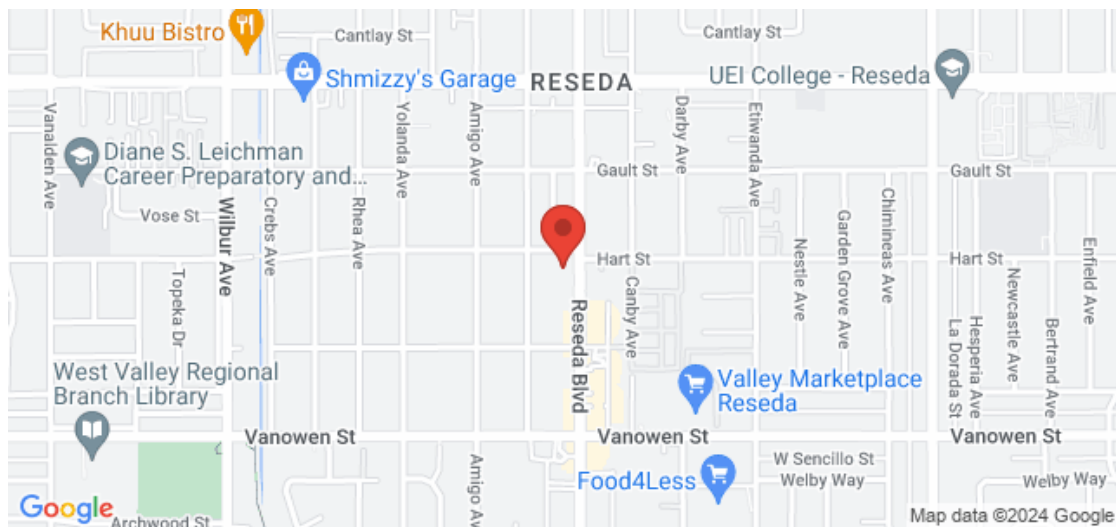 Khuu Bistro
Cantlay St
Cantlay St
Shmizzy's Garage
RESEDA
UEI College - Reseda
Vanalden Ave
Yolanda Ave
Amigo Ave
Darby Ave
Etiwanda Ave
Diane S. Leichman
Career Preparatory and...
Gault St
Gault St
Vose St
Wilbur Ave
Crebs Ave
Rhea Ave
Chimineas Ave
Garden Grove Ave
Nestle Ave
Enfield Ave
Hart St
Hart St
Topeka Dr
Reseda Blvd
Canby Ave
La Dorada St
Hesperia Ave
Newcastle Ave
Bertrand Ave
West Valley Regional
Branch Library
Valley Marketplace
Reseda
Vanowen St
Vanowen St
Vanowen St
Amigo Ave
W Sencillo St
Welby Way
Welby Way
Food4Less
Google
Archwood St
Map data ©2024 Google